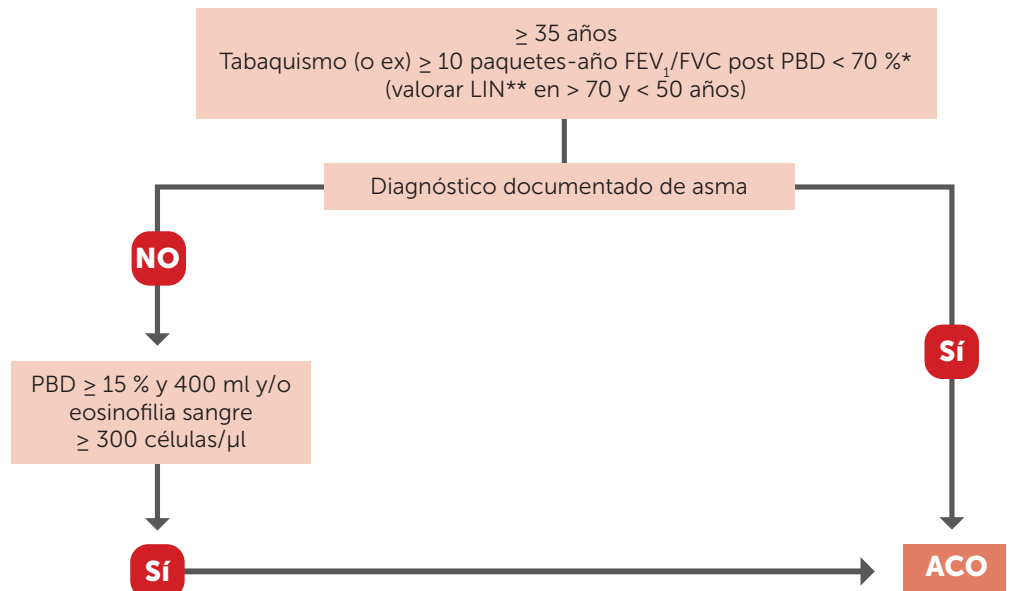 ≥ 35 años
Tabaquismo (o ex) ≥ 10 paquetes-año FEV₁/FVC post PBD < 70 %*
(valorar LIN** en > 70 y < 50 años)
Diagnóstico documentado de asma
NO
Sí
PBD ≥ 15 % y 400 ml y/o
eosinofilia sangre
≥ 300 células/µl
Sí
ACO